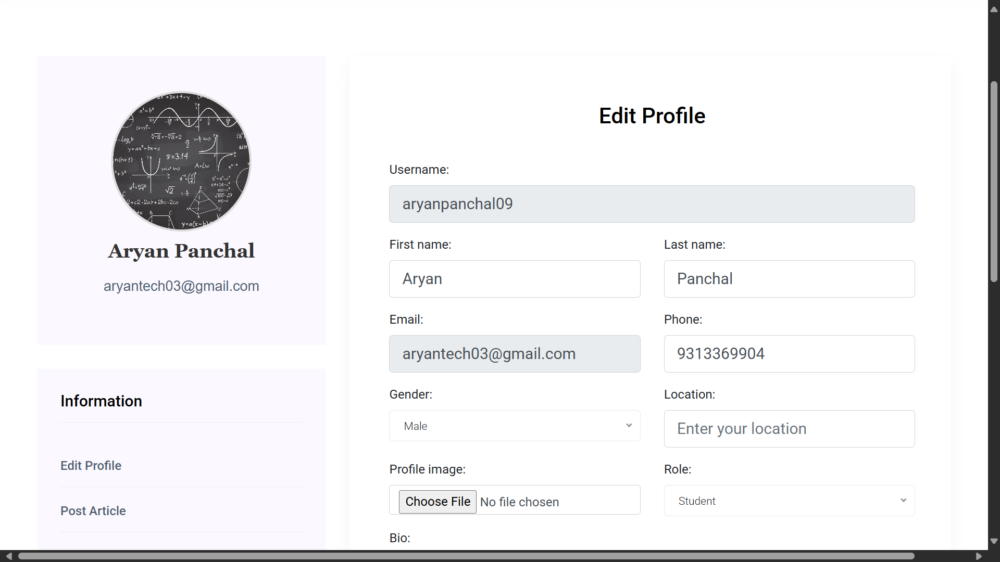 Aryan Panchal
aryantech03@gmail.com
Information
Edit Profile
Post Article
Edit Profile
Username:
aryanpanchal09
First name:
Last name:
Aryan
Panchal
Email:
Phone:
aryantech03@gmail.com
9313369904
Gender:
Location:
Male
Enter your location
Profile image:
Role:
Choose File No file chosen
Student
Bio: